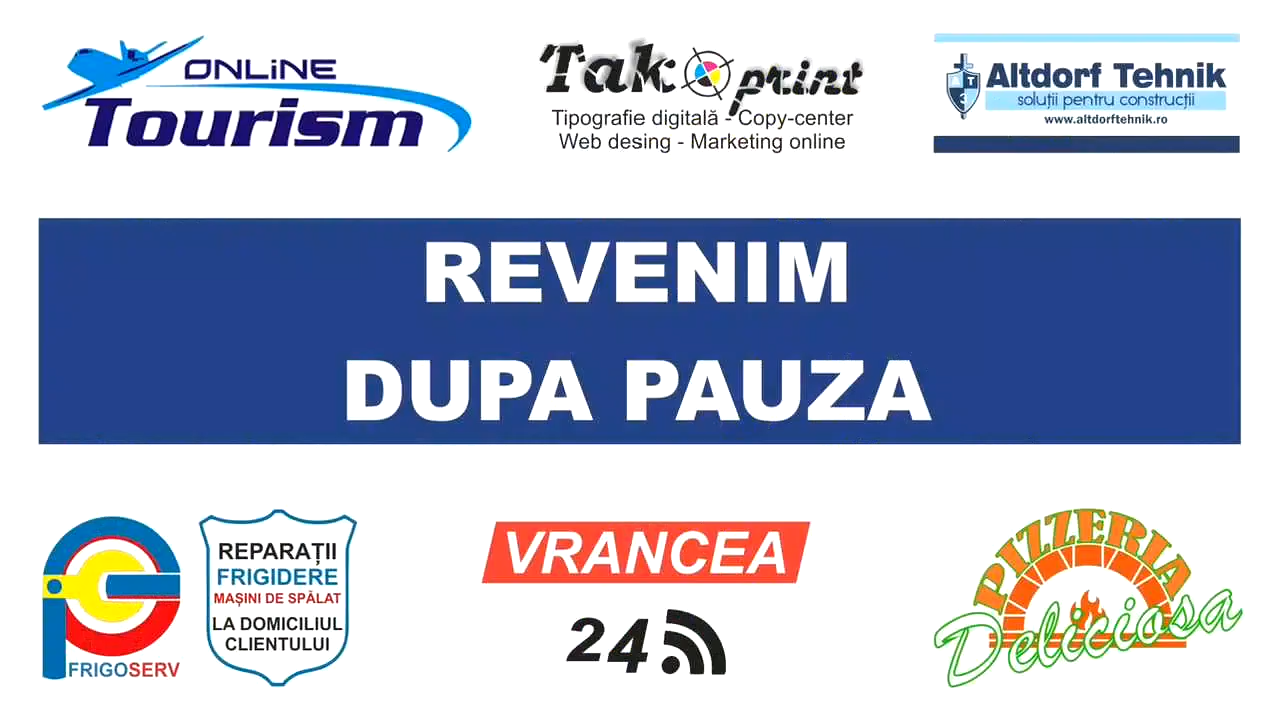 ONLiNE
Tourism
Tak print
Tipografie digitală - Copy-center
Web desing - Marketing online
T
3
Altdorf Tehnik
soluții pentru construcții
www.altdorftehnik.ro
REVENIM
DUPA PAUZA
FRIGOSERV
REPARAȚII
FRIGIDERE
MAȘINI DE SPĂLAT
LA DOMICILIUL
CLIENTULUI
VRANCEA
24
PIZZERIA
Deliciosa